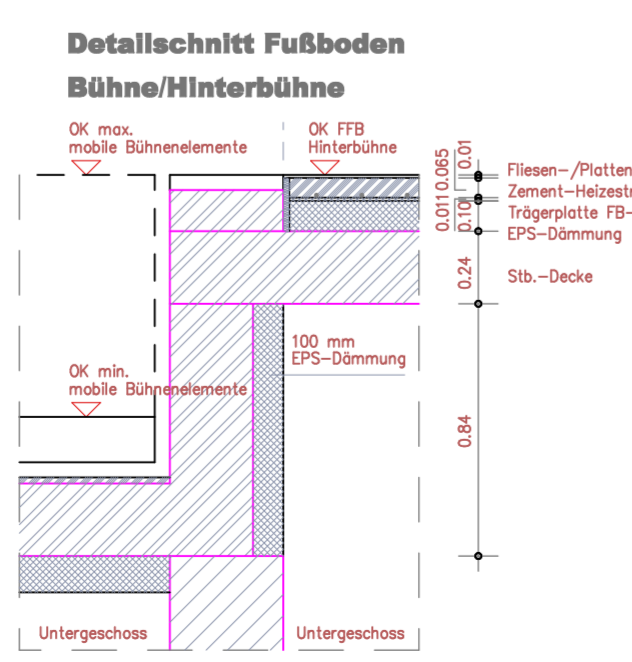 Detailschnitt Fußboden
Bühne/Hinterbühne
OK max.
mobile Bühnenelemente
OK FFB
Hinterbühne
0.01
0.065
0.011
0.10
0.24
0.84
Fliesen-/Platten
Zement-Heizestr
Trägerplatte FB-
EPS-Dämmung
Stb.-Decke
100 mm
EPS-Dämmung
OK min.
mobile Bühnenelemente
Untergeschoss
Untergeschoss